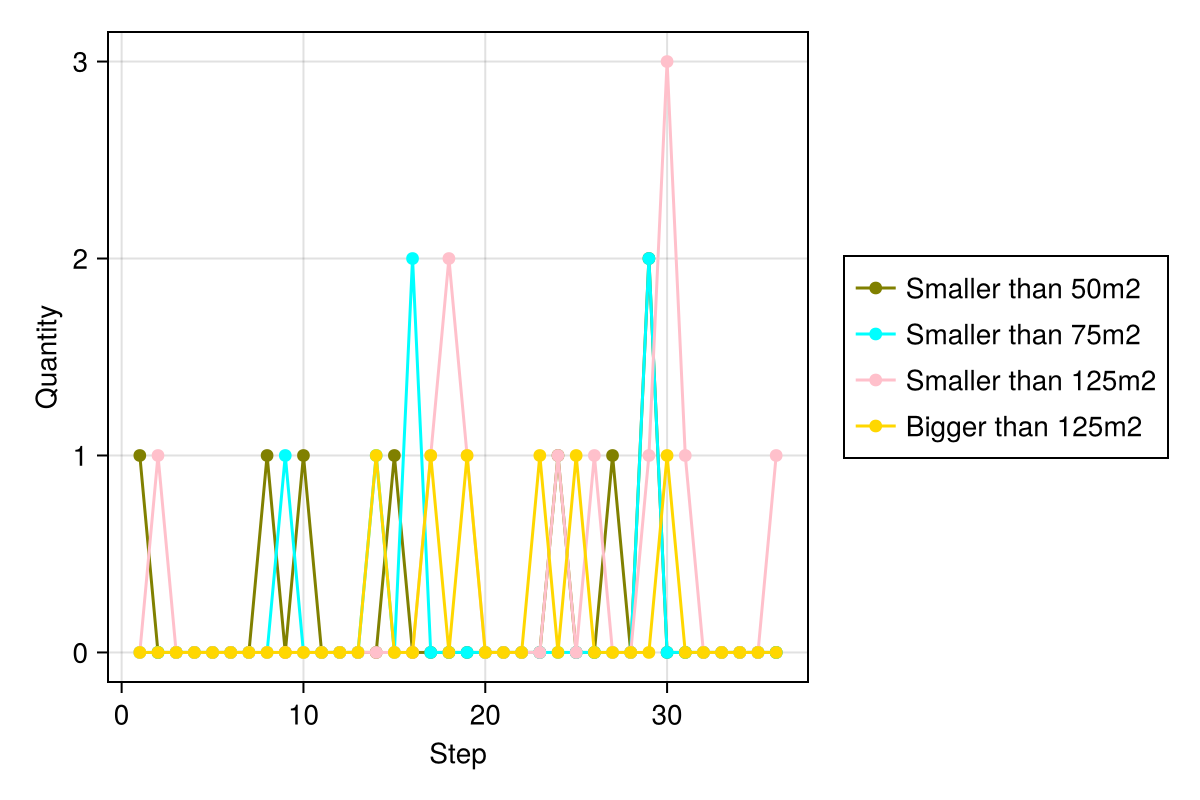 3
2
1
0
Quantity
0 10 20 30
Step
Smaller than 50m2
Smaller than 75m2
Smaller than 125m2
Bigger than 125m2